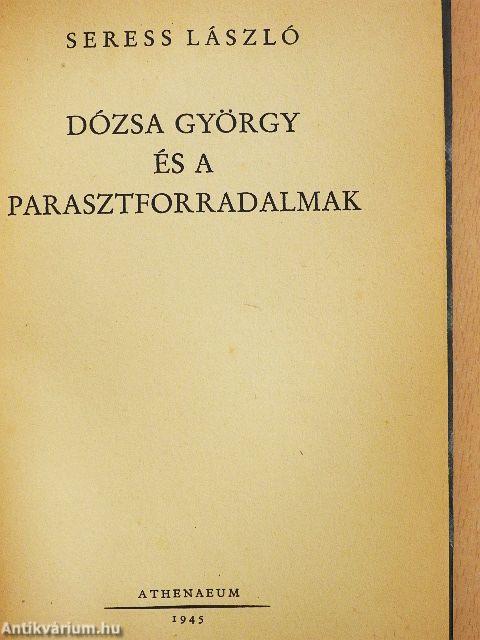 SERESS LÁSZLÓ
DÓZSA GYÖRGY
ÉS A
PARASZTFORRADALMAK
ATHENAEUM
1945
Antikvárium.hu